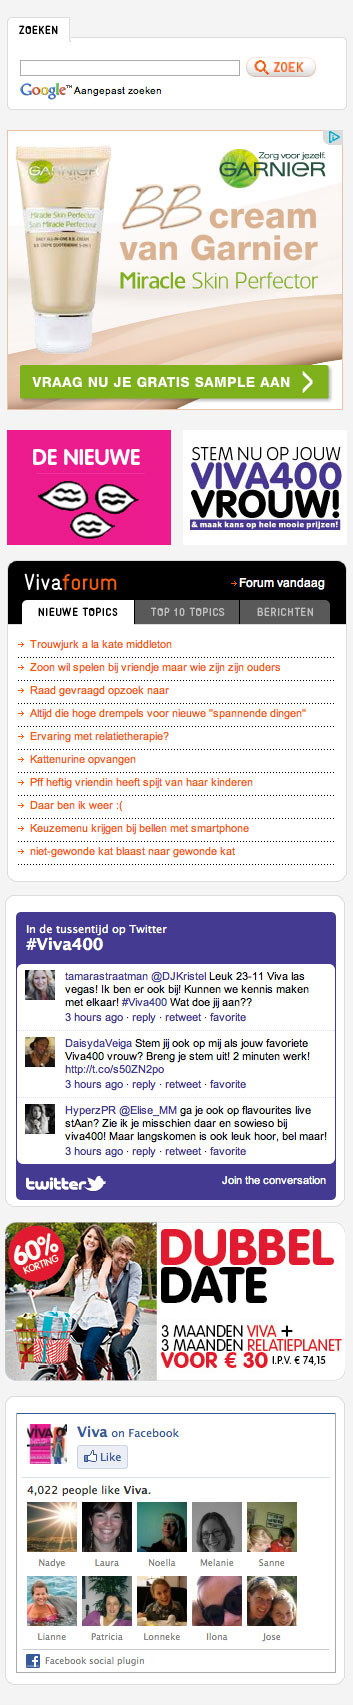 ZOEKEN
ZOEK
Google™ Aangepast zoeken
GARNIER
Miracle Skin Perfector
Soin Miracle Perfecteur
DAILY ALL-IN-ONE B.B. CREAM
B.B. CRÈME QUOTIDIENNE 5-EN-1
Zorg voor jezelf.
GARNIER
BB cream
van Garnier
Miracle Skin Perfector
VRAAG NU JE GRATIS SAMPLE AAN
DE NIEUWE
STEM NU OP JOUW
VIVA400
VROUW!
& maak kans op hele mooie prijzen!
Vivaforum
Forum vandaag
NIEUWE TOPICS
TOP 10 TOPICS
BERICHTEN
Trouwjurk a la kate middleton
Zoon wil spelen bij vriendje maar wie zijn zijn ouders
Raad gevraagd opzoek naar
Altijd die hoge drempels voor nieuwe "spannende dingen"
Ervaring met relatietherapie?
Kattenurine opvangen
Pff heftig vriendin heeft spijt van haar kinderen
Daar ben ik weer :(
Keuzemenu krijgen bij bellen met smartphone
niet-gewonde kat blaast naar gewonde kat
In de tussentijd op Twitter
#Viva400
tamarastraatman @DJKristel Leuk 23-11 Viva las
vegas! Ik ben er ook bij! Kunnen we kennis maken
met elkaar! #Viva400 Wat doe jij aan??
3 hours ago · reply · retweet · favorite
DaisydaVeiga Stem jij ook op mij als jouw favoriete
Viva400 vrouw? Breng je stem uit! 2 minuten werk!
http://t.co/s50ZN2po
3 hours ago · reply · retweet · favorite
HyperzPR @Elise_MM ga je ook op flavourites live
stAan? Zie ik je misschien daar en sowieso bij
viva400! Maar langskomen is ook leuk hoor, bel maar!
3 hours ago · reply · retweet · favorite
twitter
Join the conversation
60%
KORTING
DUBBEL
DATE
3 MAANDEN VIVA +
3 MAANDEN RELATIEPLANET
VOOR € 30 I.P.V. € 74,15
VIVA
Viva on Facebook
Like
4,022 people like Viva.
Nadye Laura Noella Melanie Sanne
Lianne Patricia Lonneke Ilona Jose
Facebook social plugin